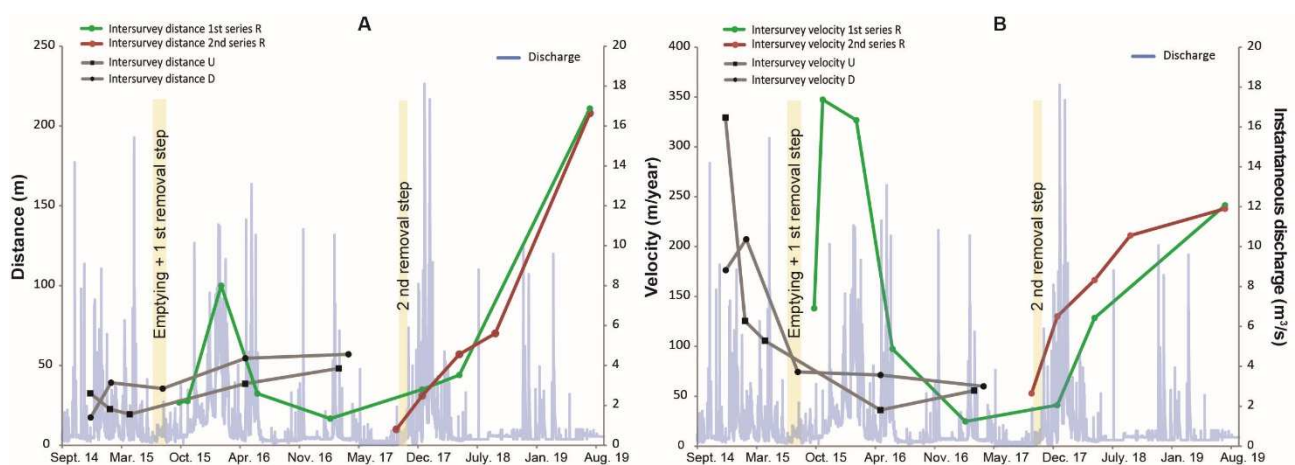 A
Intersurvey distance 1st series R
Intersurvey distance 2nd series R
Intersurvey distance U
Intersurvey distance D
Discharge
Distance (m)
250
200
150
100
50
0
20
18
16
14
12
10
8
6
4
2
0
Emptying + 1 st removal step
2 nd removal step
Sept. 14 Mar. 15 Oct. 15 Apr. 16 Nov. 16 May. 17 Dec. 17 July. 18 Jan. 19 Aug. 19
B
Intersurvey velocity 1st series R
Intersurvey velocity 2nd series R
Intersurvey velocity U
Intersurvey velocity D
Discharge
Velocity (m/year)
400
350
300
250
200
150
100
50
0
20
18
16
14
12
10
8
6
4
2
0
Instantaneous discharge (m³/s)
Emptying + 1 st removal step
2 nd removal step
Sept. 14 Mar. 15 Oct. 15 Apr. 16 Nov. 16 May. 17 Dec. 17 July. 18 Jan. 19 Aug. 19